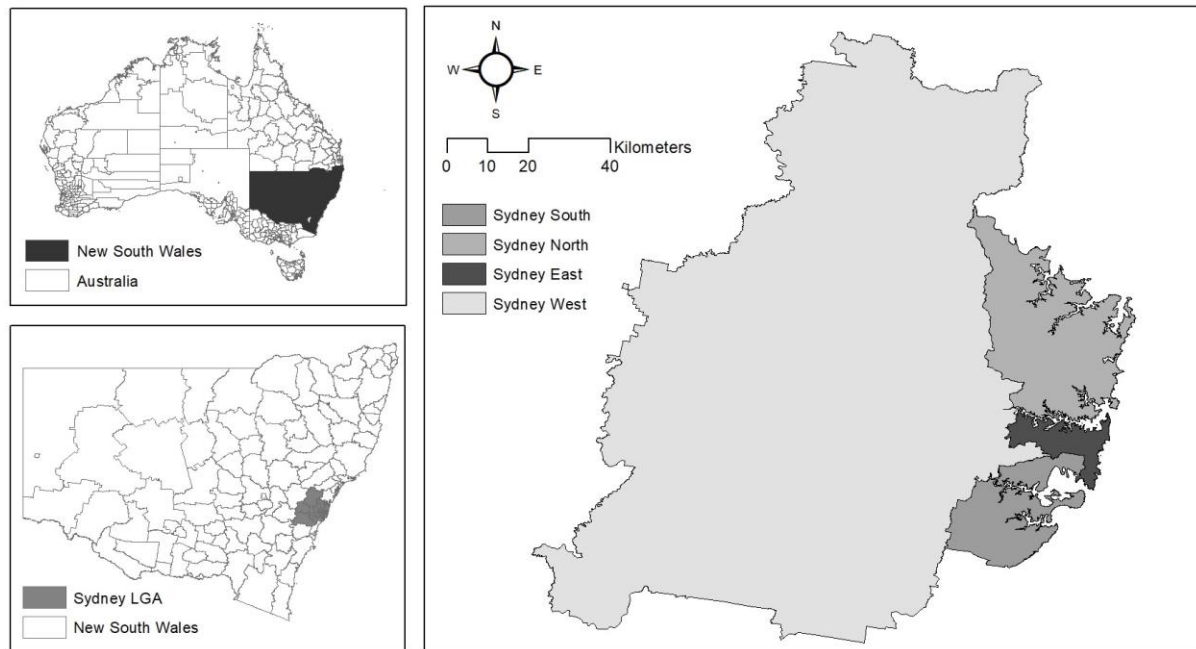 New South Wales
Australia
Sydney LGA
New South Wales
N
W E
S
Kilometers
0 10 20 40
Sydney South
Sydney North
Sydney East
Sydney West